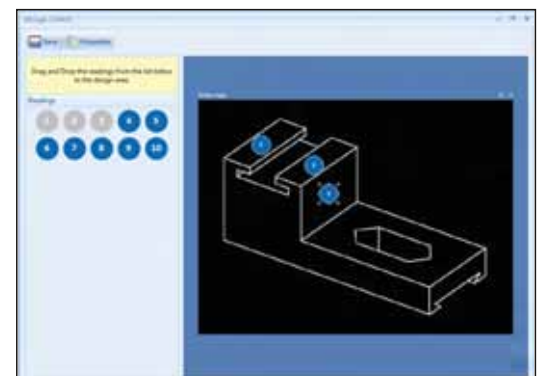 Save
Drag and Drop the readings from the list below
to the design area
Readings
1 2 3 4 5
6 7 8 9 10
1
2
3